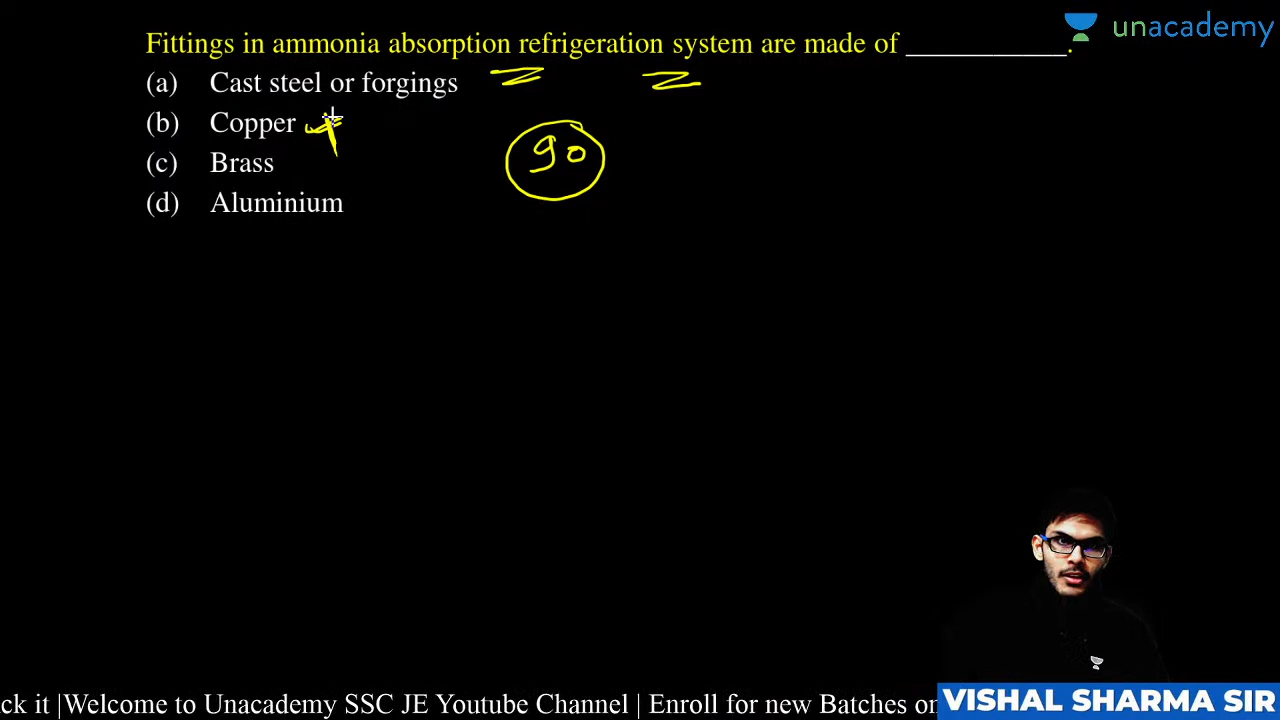 unacademy
Fittings in ammonia absorption refrigeration system are made of ____________.
(a) Cast steel or forgings
(b) Copper
(c) Brass
(d) Aluminium
90
ck it |Welcome to Unacademy SSC JE Youtube Channel | Enroll for new Batches on
VISHAL SHARMA SIR